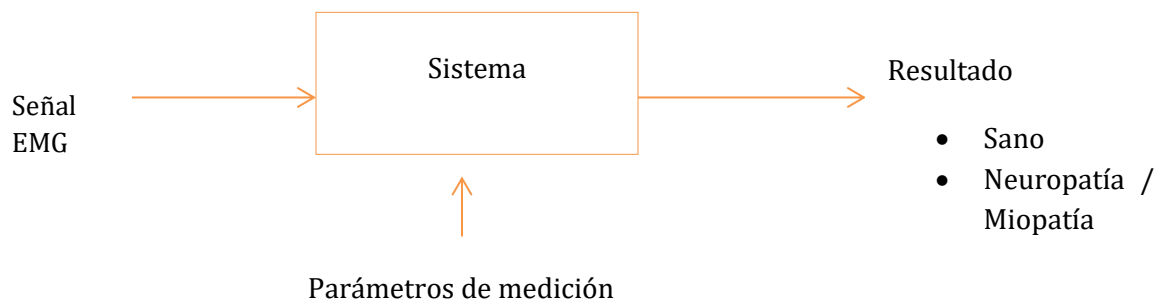 Señal
EMG
Sistema
Resultado
• Sano
• Neuropatía /
Miopatía
Parámetros de medición